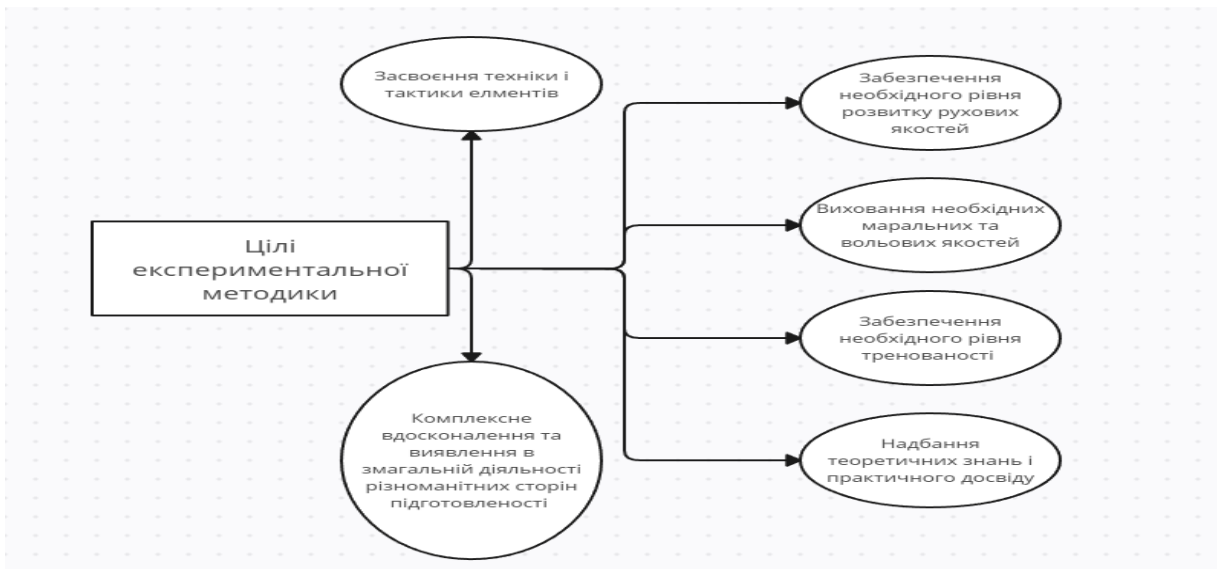 Засвоєння техніки і
тактики елментів
Забезпечення
необхідного рівня
розвитку рухових
якостей
Виховання необхідних
маральних та
вольових якостей
Цілі
експериментальної
методики
Забезпечення
необхідного рівня
тренованості
Комплексне
вдосконалення та
виявлення в
змагальній діяльності
різноманітних сторін
підготовленості
Надбання
теоретичних знань і
практичного досвіду